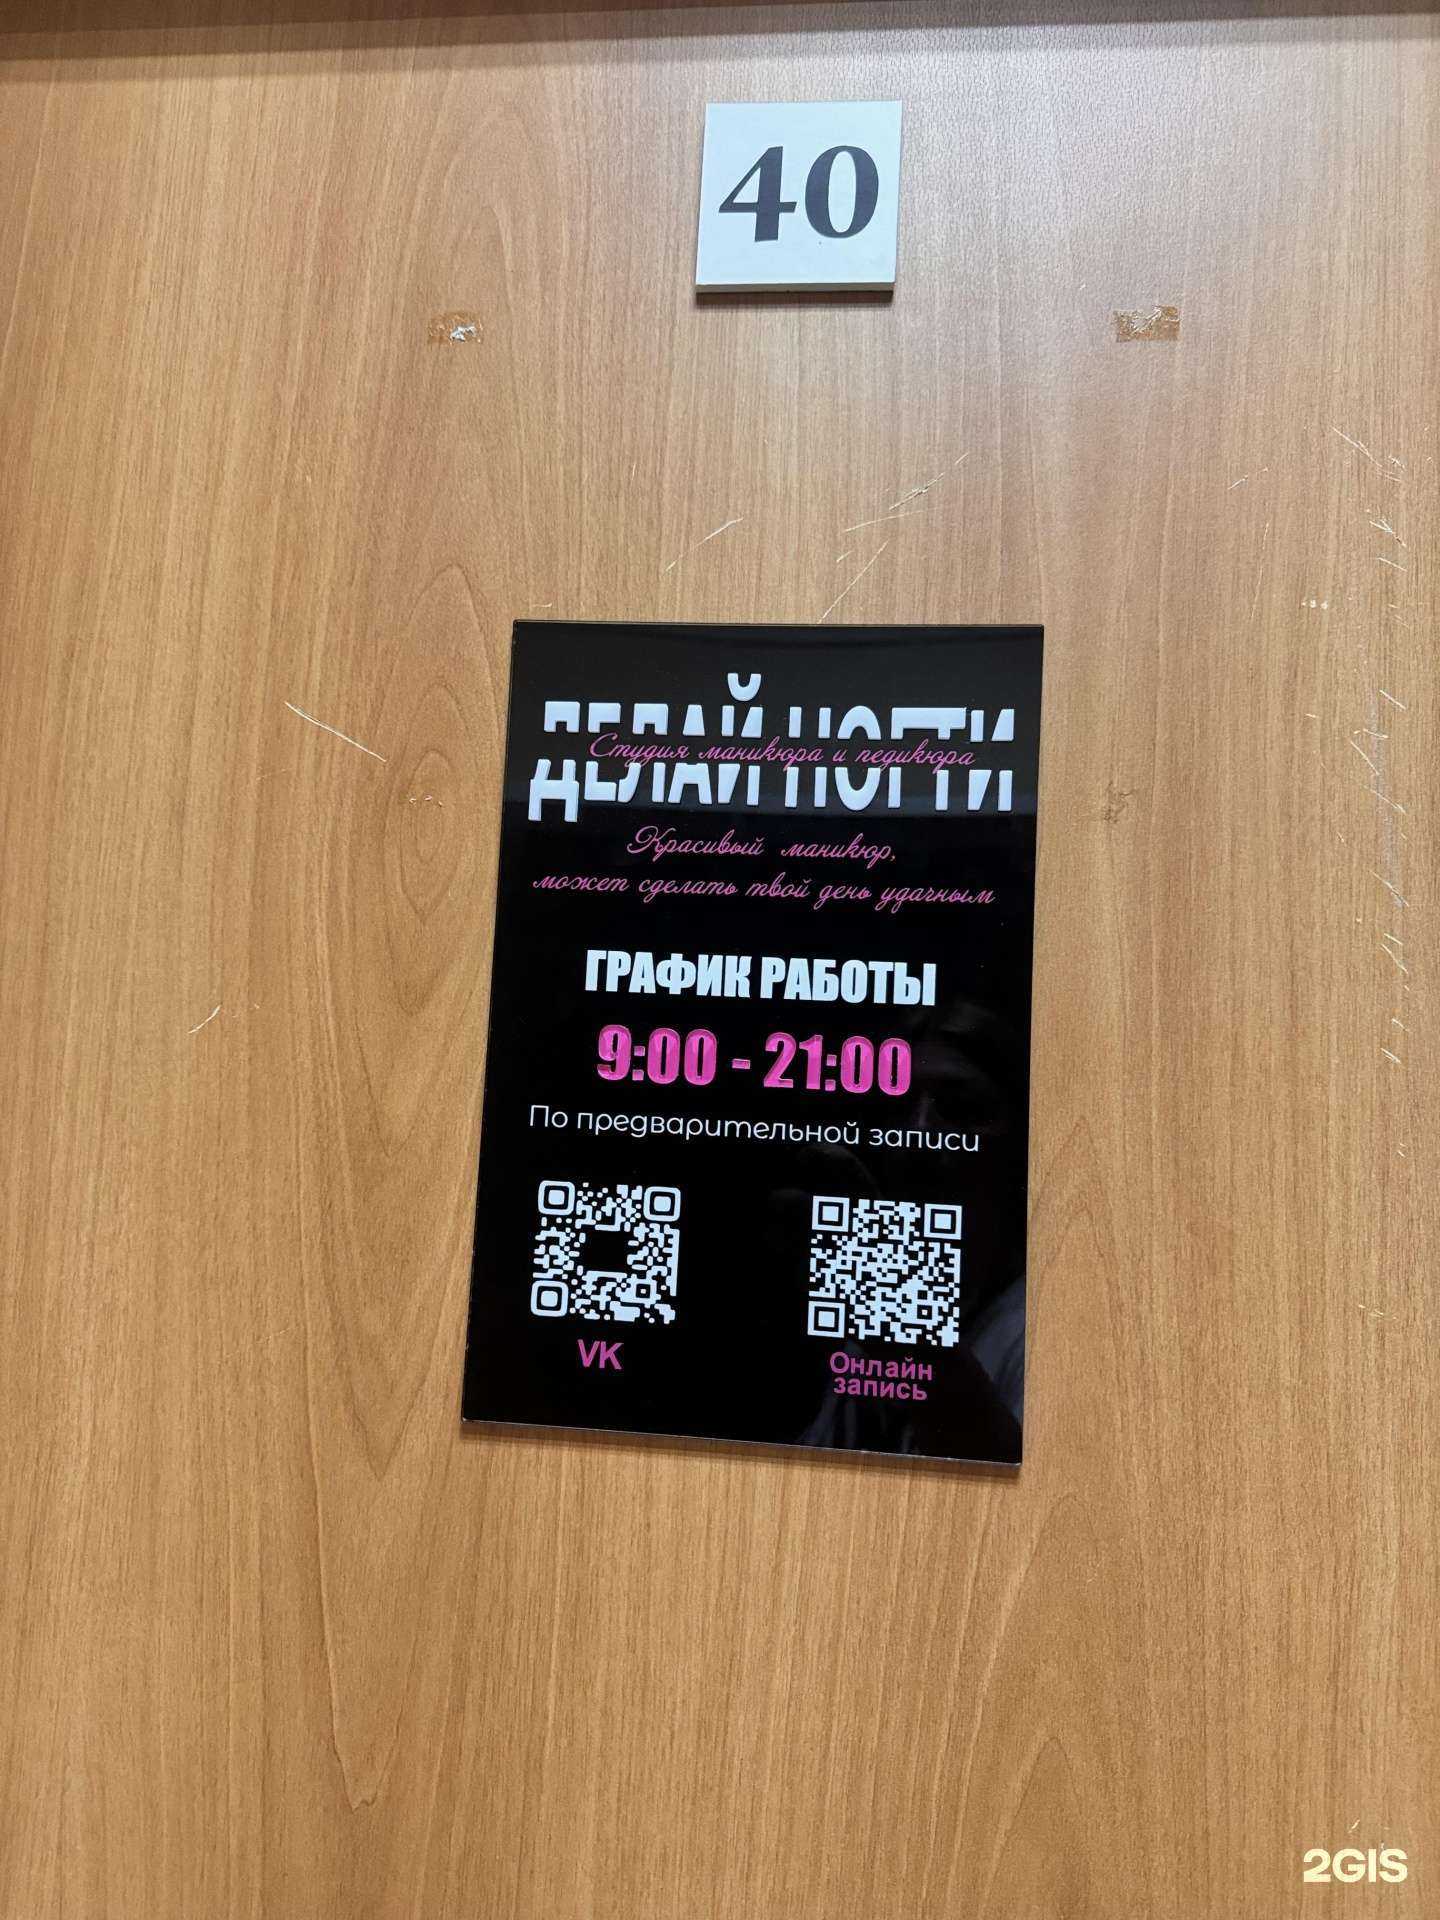 40
ДЕЛАЙ НОГТИ
Студия маникюра и педикюра
Красивый маникюр,
может сделать твой день удачным
ГРАФИК РАБОТЫ
9:00 - 21:00
По предварительной записи
VK
Онлайн
запись
2GIS